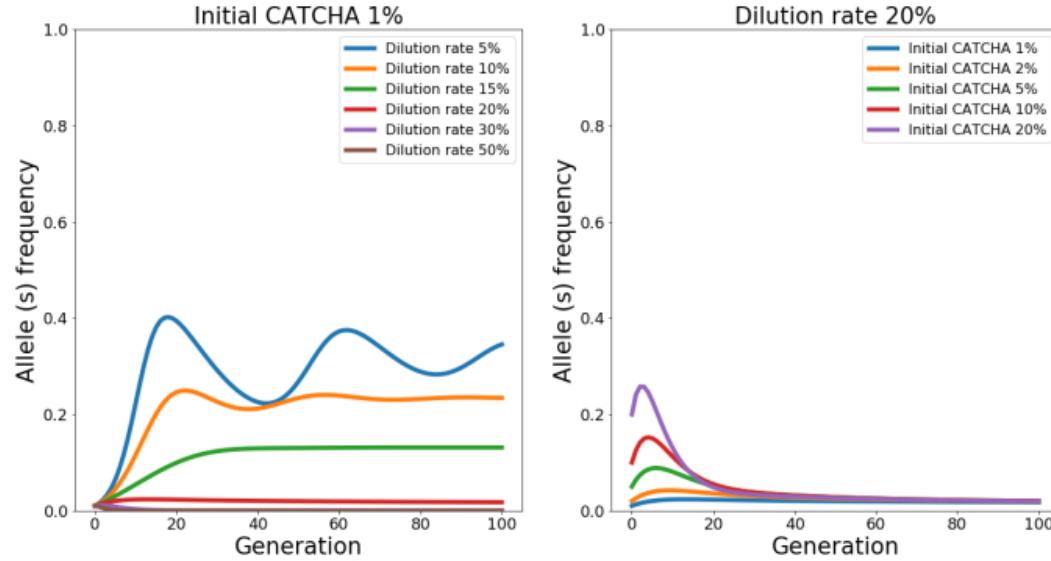 Initial CATCHA 1%
Allele (s) frequency
1.0
0.8
0.6
0.4
0.2
0.0
Dilution rate 5%
Dilution rate 10%
Dilution rate 15%
Dilution rate 20%
Dilution rate 30%
Dilution rate 50%
0 20 40 60 80 100
Generation
Dilution rate 20%
Allele (s) frequency
1.0
0.8
0.6
0.4
0.2
0.0
Initial CATCHA 1%
Initial CATCHA 2%
Initial CATCHA 5%
Initial CATCHA 10%
Initial CATCHA 20%
0 20 40 60 80 100
Generation